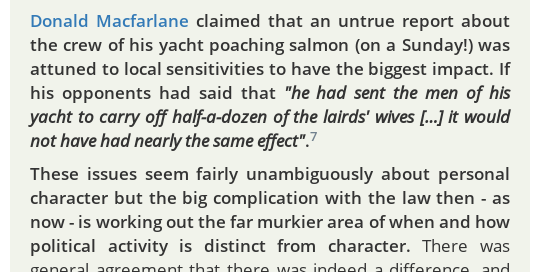 Donald Macfarlane claimed that an untrue report about
the crew of his yacht poaching salmon (on a Sunday!) was
attuned to local sensitivities to have the biggest impact. If
his opponents had said that "he had sent the men of his
yacht to carry off half-a-dozen of the lairds' wives [...] it would
not have had nearly the same effect".7
These issues seem fairly unambiguously about personal
character but the big complication with the law then - as
now - is working out the far murkier area of when and how
political activity is distinct from character. There was
general agreement that there was indeed a difference, and